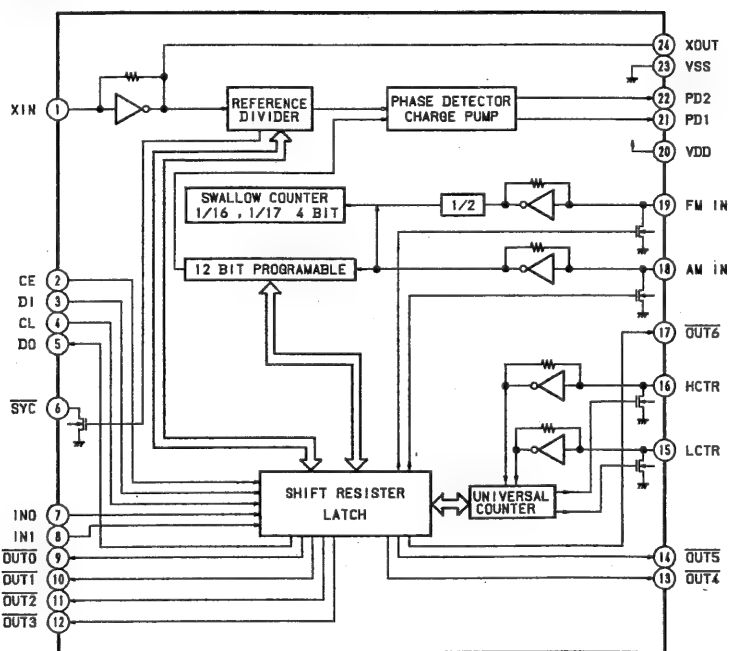 24 XOUT
23 VSS
XIN 1
REFERENCE
DIVIDER
PHASE DETECTOR
CHARGE PUMP
22 PD2
21 PD1
20 VDD
SWALLOW COUNTER
1/16 , 1/17 4 BIT
1/2
19 FM IN
12 BIT PROGRAMABLE
18 AM IN
CE 2
DI 3
CL 4
DO 5
17 OUT6
SYC 6
16 HCTR
15 LCTR
SHIFT RESISTER
LATCH
UNIVERSAL
COUNTER
IN0 7
IN1 8
OUT0 9
OUT1 10
OUT2 11
OUT3 12
14 OUT5
13 OUT4